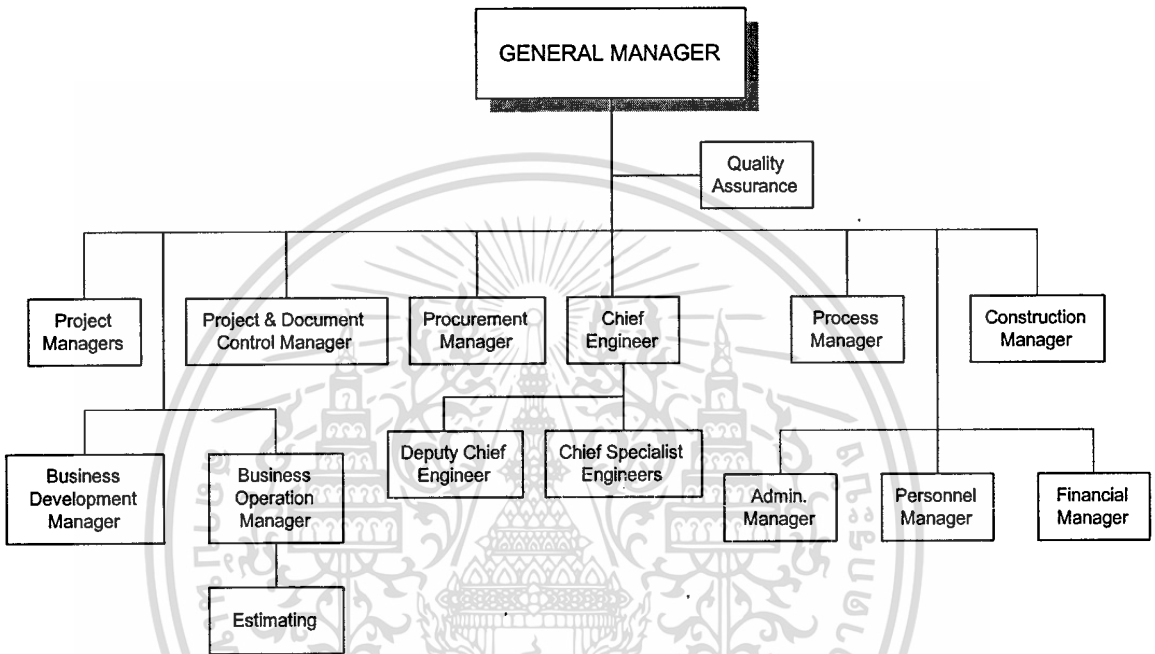 GENERAL MANAGER
Quality
Assurance
Project
Managers
Project & Document
Control Manager
Procurement
Manager
Chief
Engineer
Process
Manager
Construction
Manager
Business
Development
Manager
Business
Operation
Manager
Deputy Chief
Engineer
Chief Specialist
Engineers
Admin.
Manager
Personnel
Manager
Financial
Manager
Estimating